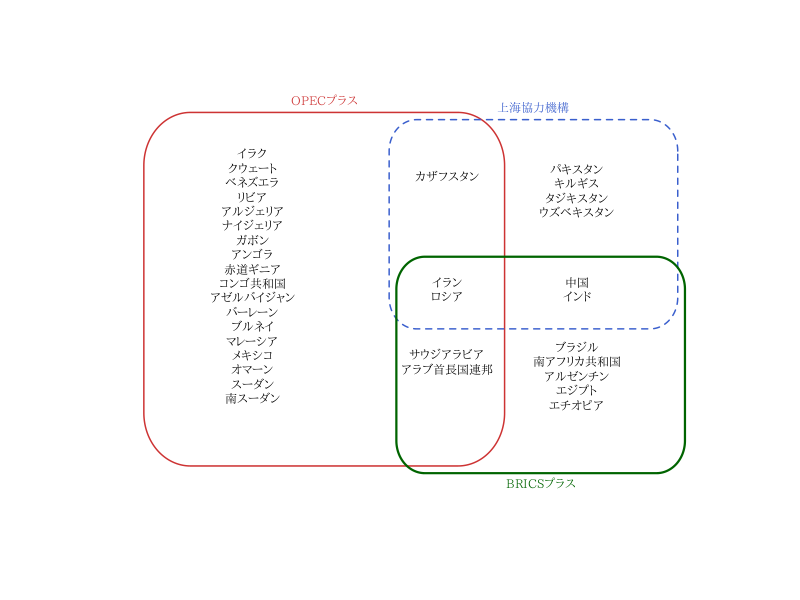 OPECプラス
上海協力機構
イラク
クウェート
ベネズエラ
リビア
アルジェリア
ナイジェリア
ガボン
アンゴラ
赤道ギニア
コンゴ共和国
アゼルバイジャン
バーレーン
ブルネイ
マレーシア
メキシコ
オマーン
スーダン
南スーダン
カザフスタン
パキスタン
キルギス
タジキスタン
ウズベキスタン
イラン
ロシア
中国
インド
サウジアラビア
アラブ首長国連邦
ブラジル
南アフリカ共和国
アルゼンチン
エジプト
エチオピア
BRICSプラス